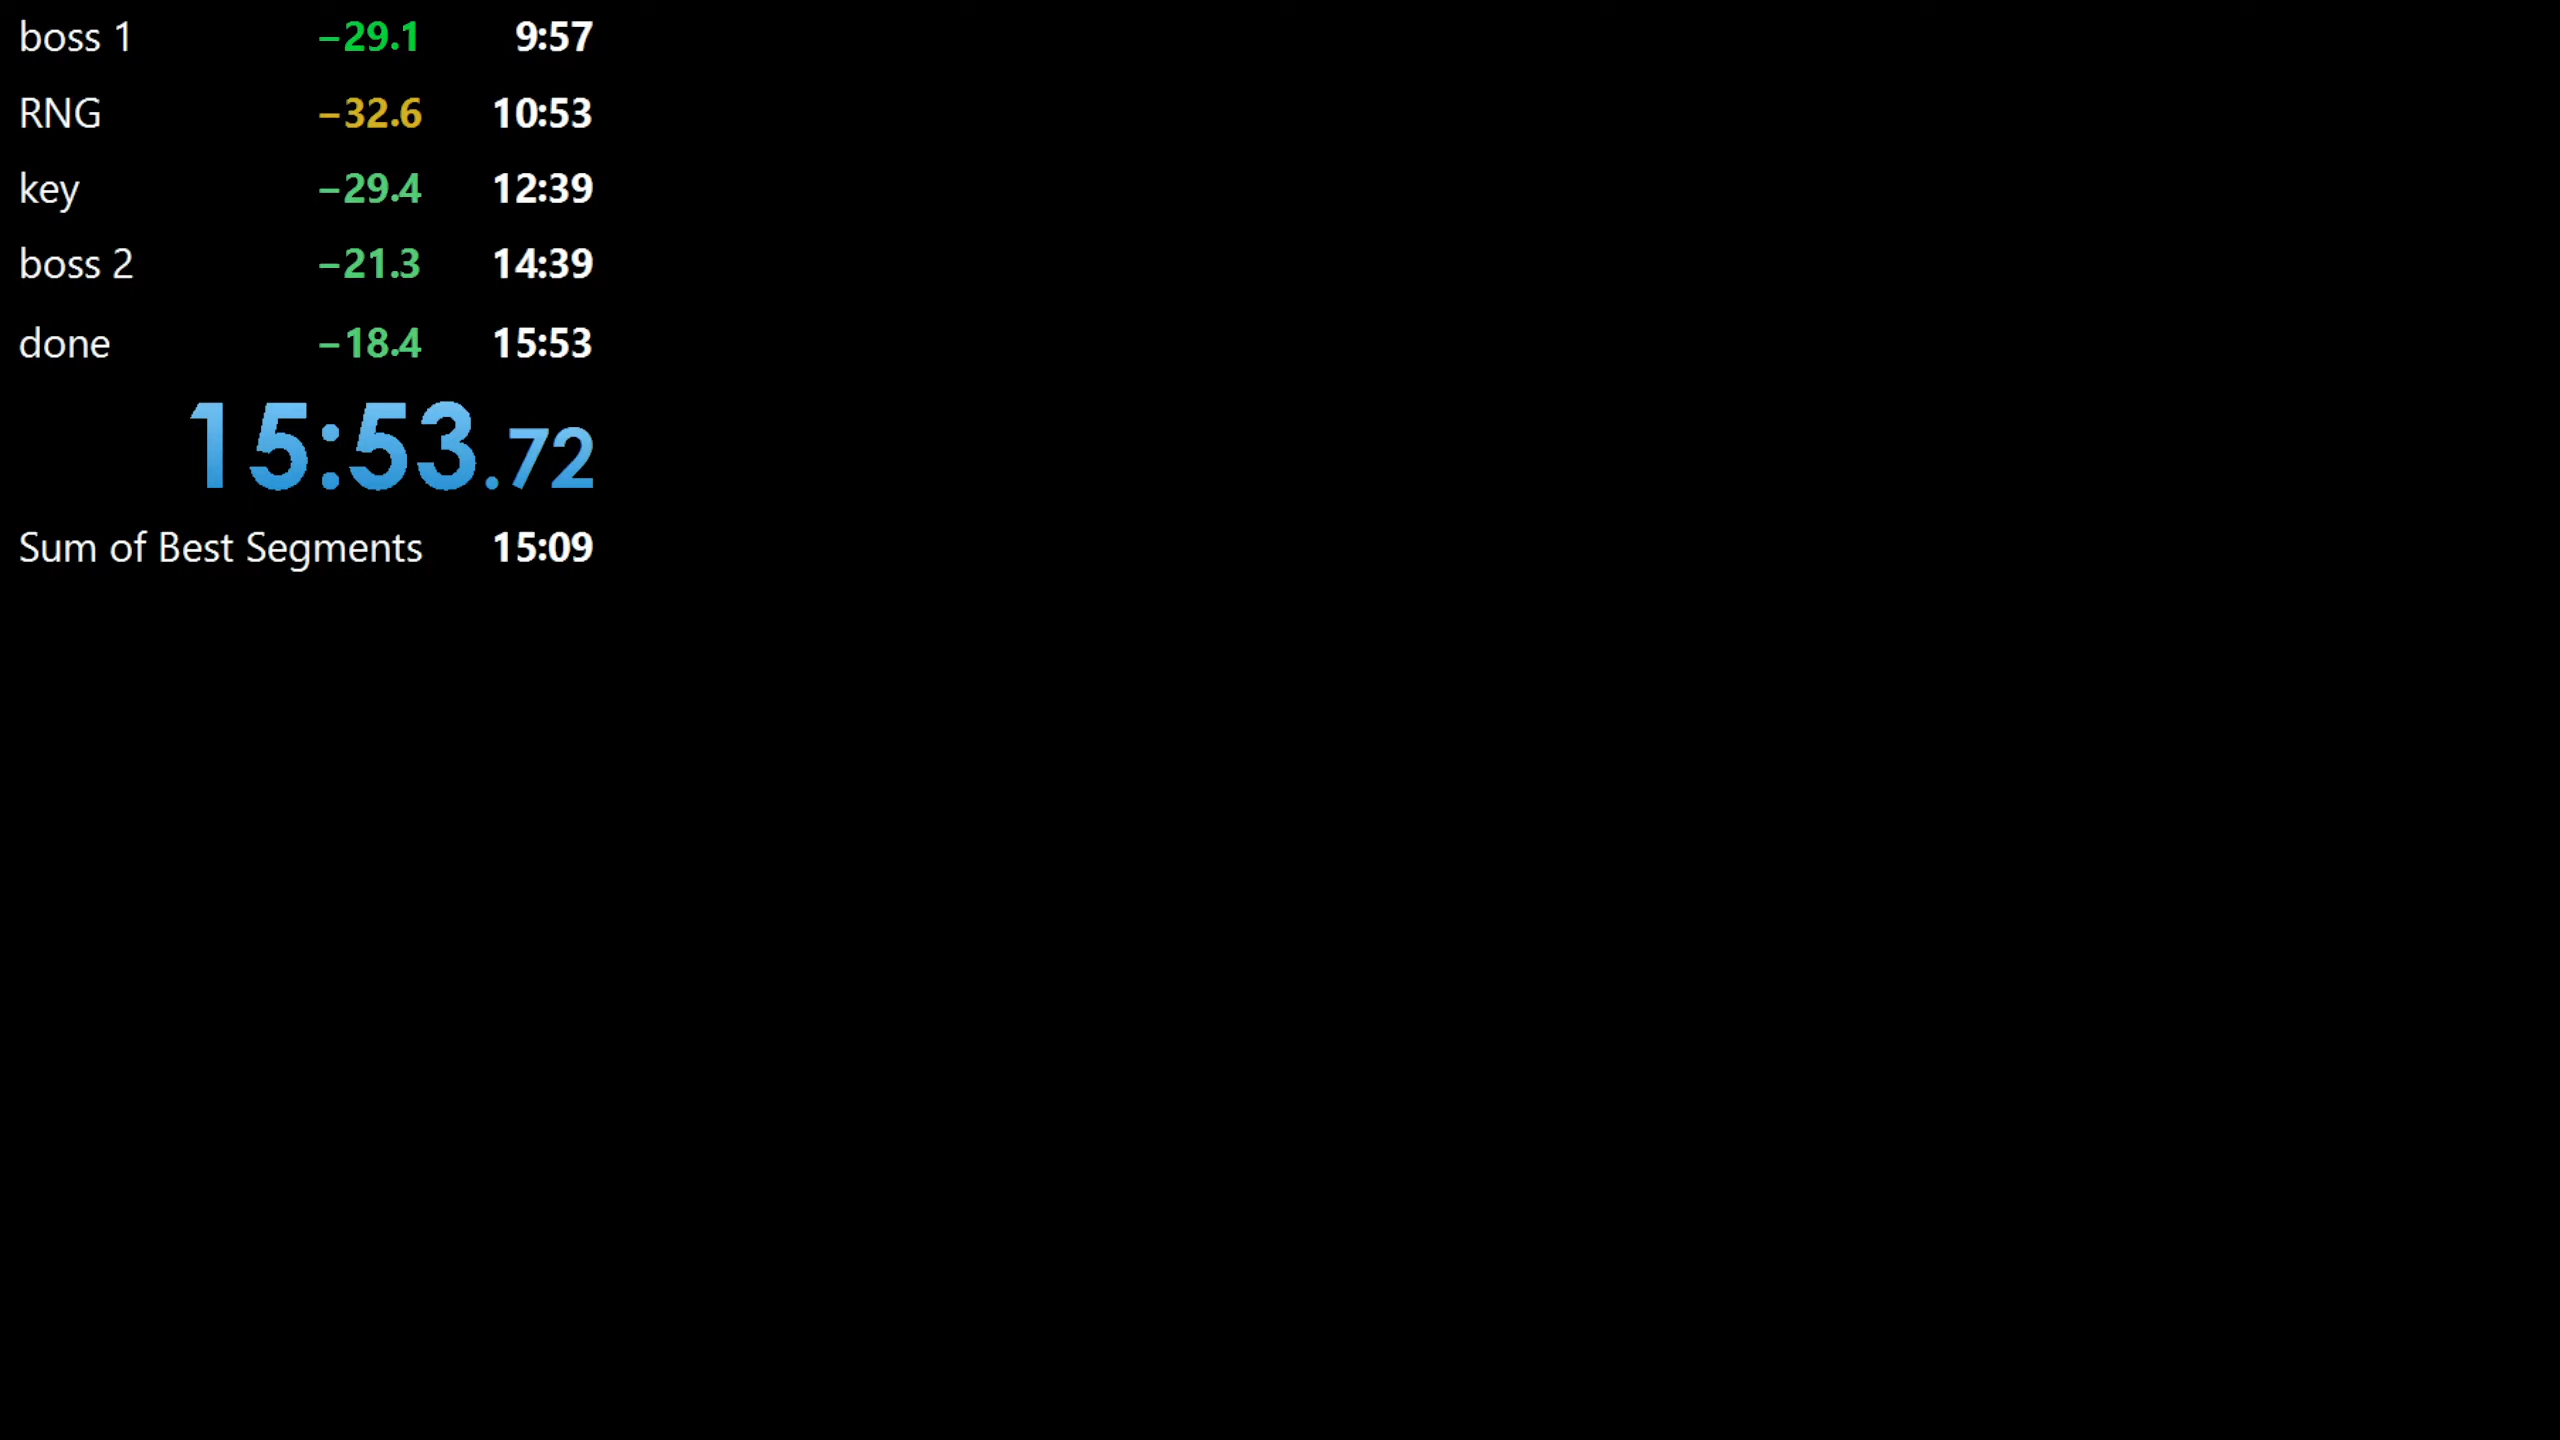 boss 1 −29.1 9:57
RNG −32.6 10:53
key −29.4 12:39
boss 2 −21.3 14:39
done −18.4 15:53
15:53.72
Sum of Best Segments 15:09